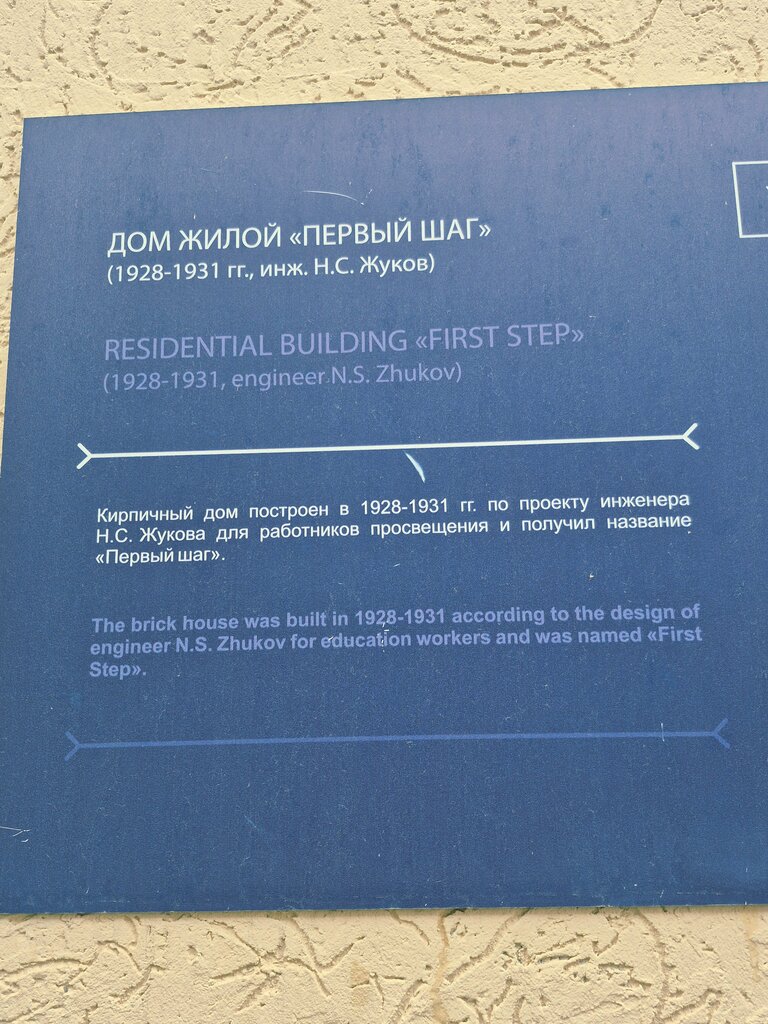 ДОМ ЖИЛОЙ «ПЕРВЫЙ ШАГ»
(1928-1931 гг., инж. Н.С. Жуков)
RESIDENTIAL BUILDING «FIRST STEP»
(1928-1931, engineer N.S. Zhukov)
Кирпичный дом построен в 1928-1931 гг. по проекту инженера
Н.С. Жукова для работников просвещения и получил название
«Первый шаг».
The brick house was built in 1928-1931 according to the design of
engineer N.S. Zhukov for education workers and was named «First
Step».